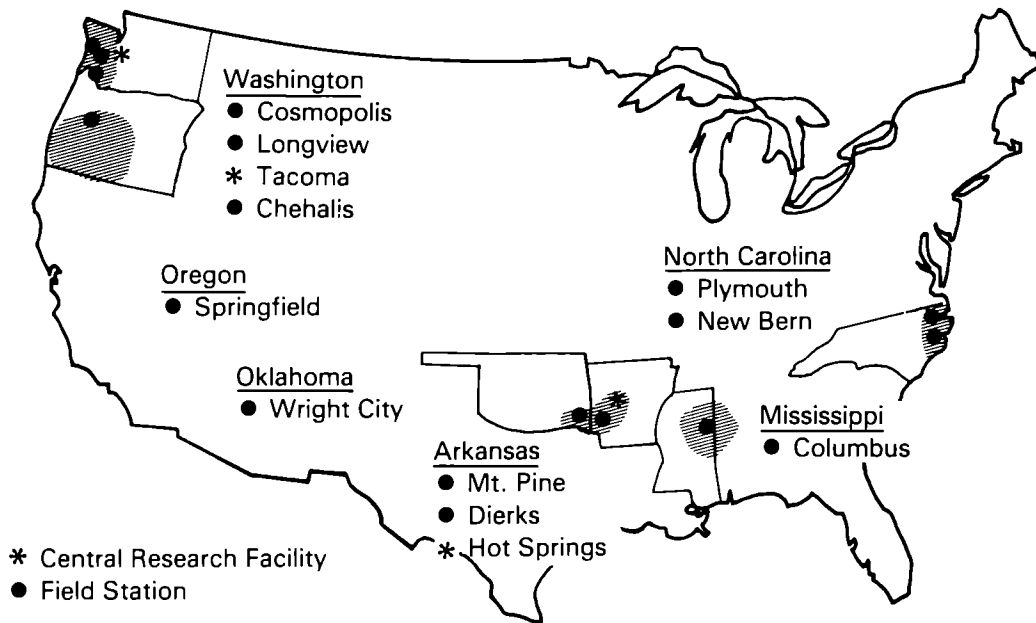 Washington
● Cosmopolis
● Longview
* Tacoma
● Chehalis
Oregon
● Springfield
North Carolina
● Plymouth
● New Bern
Oklahoma
● Wright City
Arkansas
● Mt. Pine
● Dierks
* Hot Springs
Mississippi
● Columbus
* Central Research Facility
● Field Station